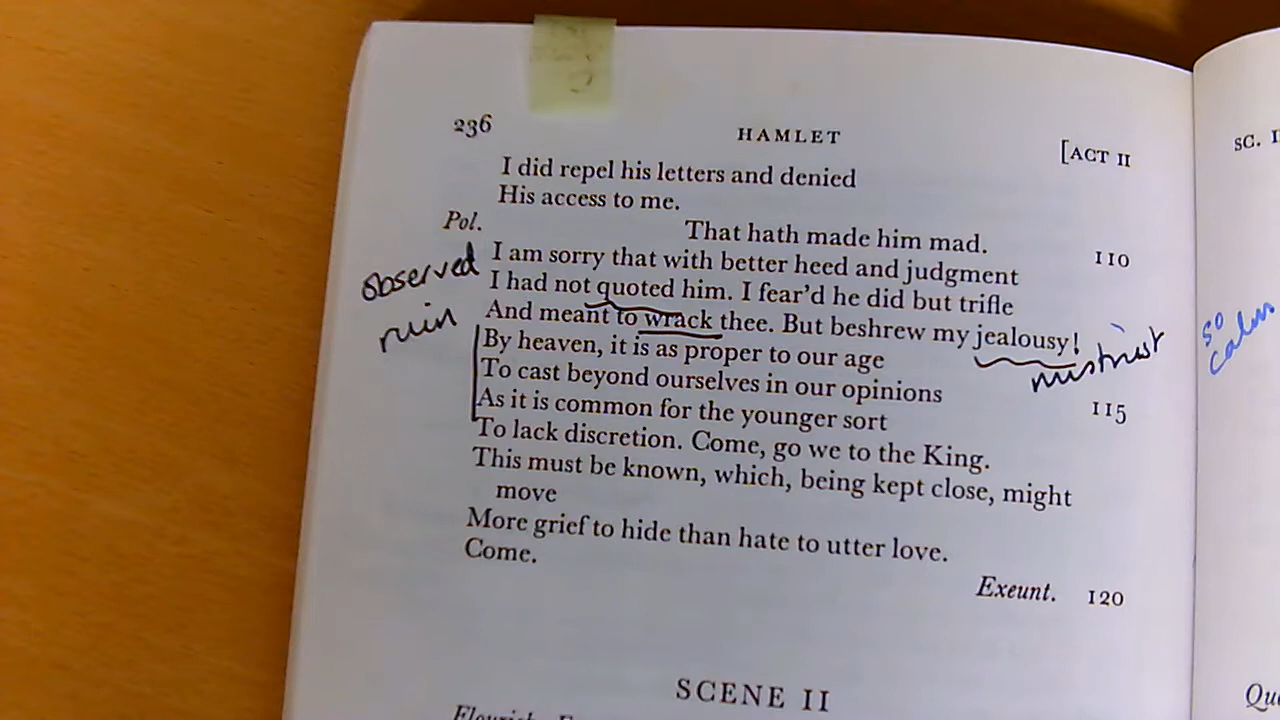 236 HAMLET [ACT II
I did repel his letters and denied
His access to me.
Pol. That hath made him mad. 110
I am sorry that with better heed and judgment
observed I had not quoted him. I fear'd he did but trifle
ruin And meant to wrack thee. But beshrew my jealousy!
mistrust
By heaven, it is as proper to our age
To cast beyond ourselves in our opinions
As it is common for the younger sort 115
To lack discretion. Come, go we to the King.
This must be known, which, being kept close, might
move
More grief to hide than hate to utter love.
Come.
Exeunt. 120
SCENE II
SC. I
so
calm